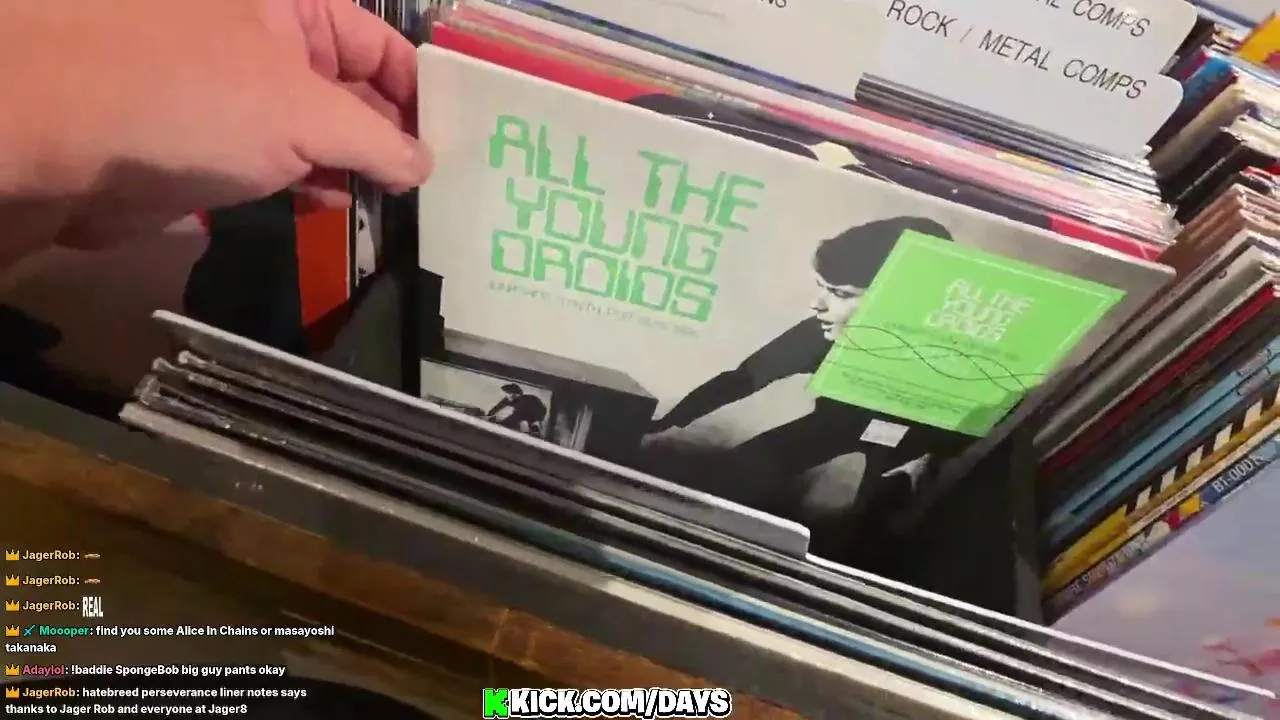 ROCK / METAL COMPS
ALL THE
YOUNG
DROIDS
ALL THE
YOUNG
DROIDS
JagerRob:
JagerRob:
JagerRob: REAL
Moooper: find you some Alice In Chains or masayoshi
takanaka
Adaylol: !baddie SpongeBob big guy pants okay
JagerRob: hatebreed perseverance liner notes says
thanks to Jager Rob and everyone at Jager8
KICK.COM/DAYS